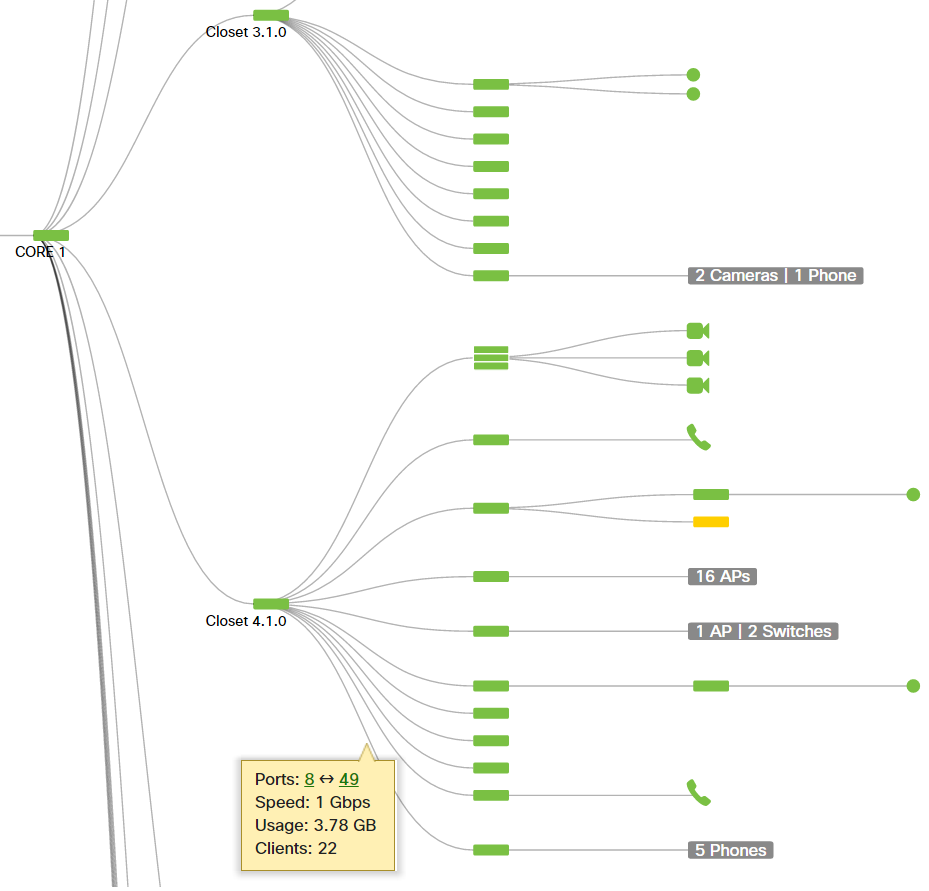 Closet 3.1.0
CORE 1
2 Cameras | 1 Phone
16 APs
Closet 4.1.0
1 AP | 2 Switches
Ports: 8 ↔ 49
Speed: 1 Gbps
Usage: 3.78 GB
Clients: 22
5 Phones